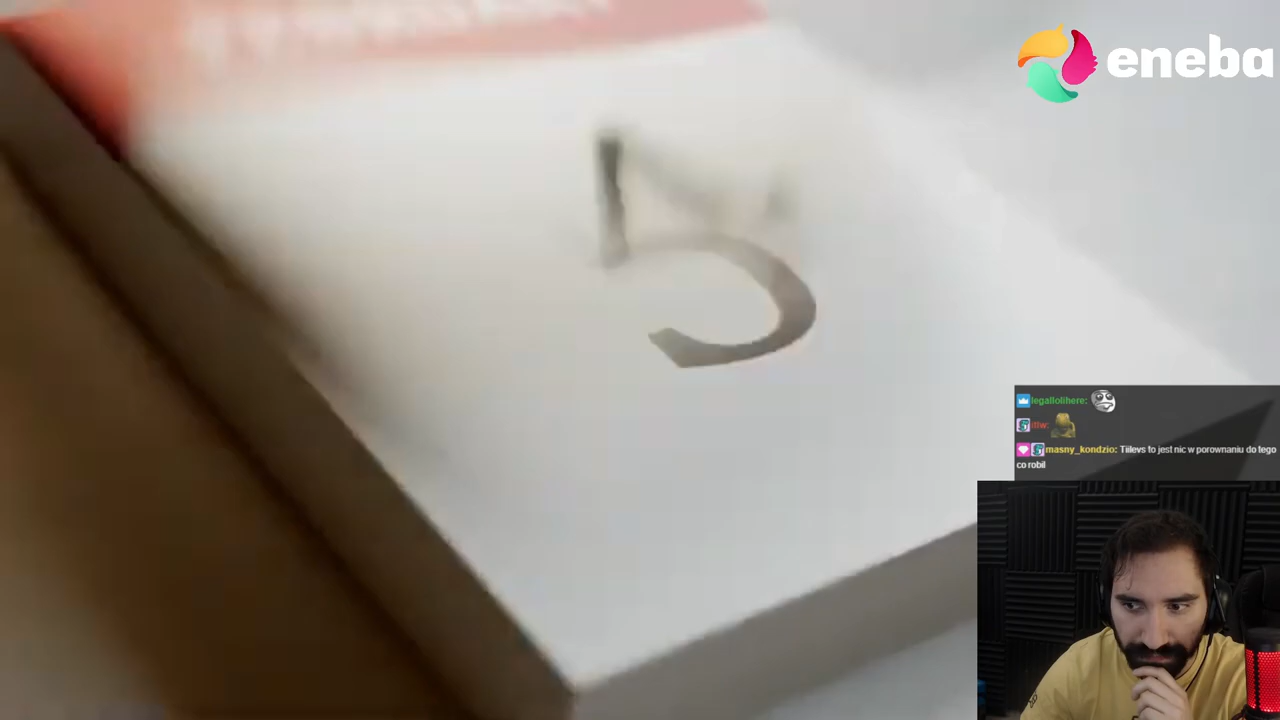 eneba
5
legallolihere:
masny_kondzio: Tiilevs to jest nic w porownaniu do tego
co robil